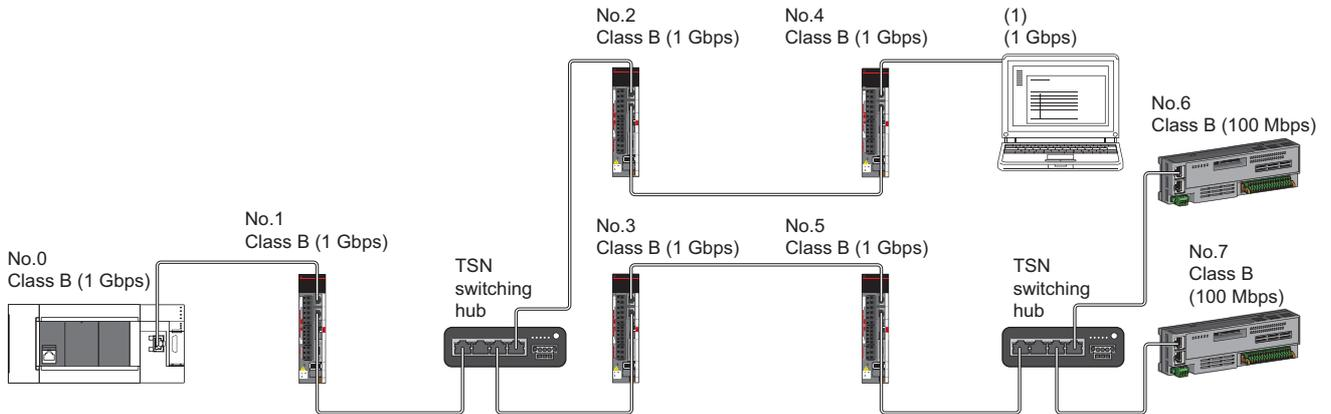 No.2
Class B (1 Gbps)
No.4
Class B (1 Gbps)
(1)
(1 Gbps)
No.6
Class B (100 Mbps)
No.1
Class B (1 Gbps)
No.3
Class B (1 Gbps)
No.5
Class B (1 Gbps)
No.0
Class B (1 Gbps)
TSN
switching
hub
TSN
switching
hub
No.7
Class B
(100 Mbps)